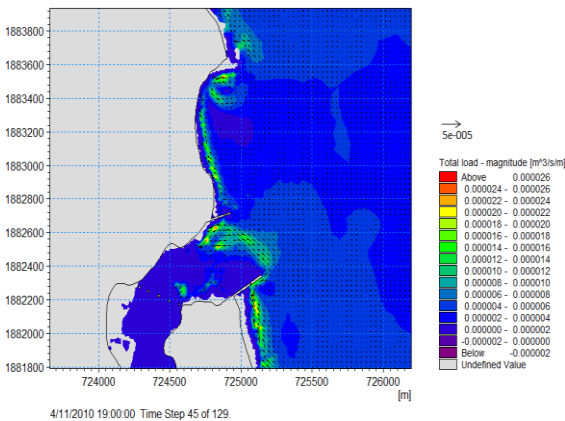 1883800
1883600
1883400
1883200
1883000
1882800
1882600
1882400
1882200
1882000
1881800
724000 724500 725000 725500 726000
[m]
5e-005
Total load - magnitude [m^3/s/m]
Above 0.000026
0.000024 - 0.000026
0.000022 - 0.000024
0.000020 - 0.000022
0.000018 - 0.000020
0.000016 - 0.000018
0.000014 - 0.000016
0.000012 - 0.000014
0.000010 - 0.000012
0.000008 - 0.000010
0.000006 - 0.000008
0.000004 - 0.000006
0.000002 - 0.000004
0.000000 - 0.000002
-0.000002 - 0.000000
Below -0.000002
Undefined Value
4/11/2010 19:00:00 Time Step 45 of 129.